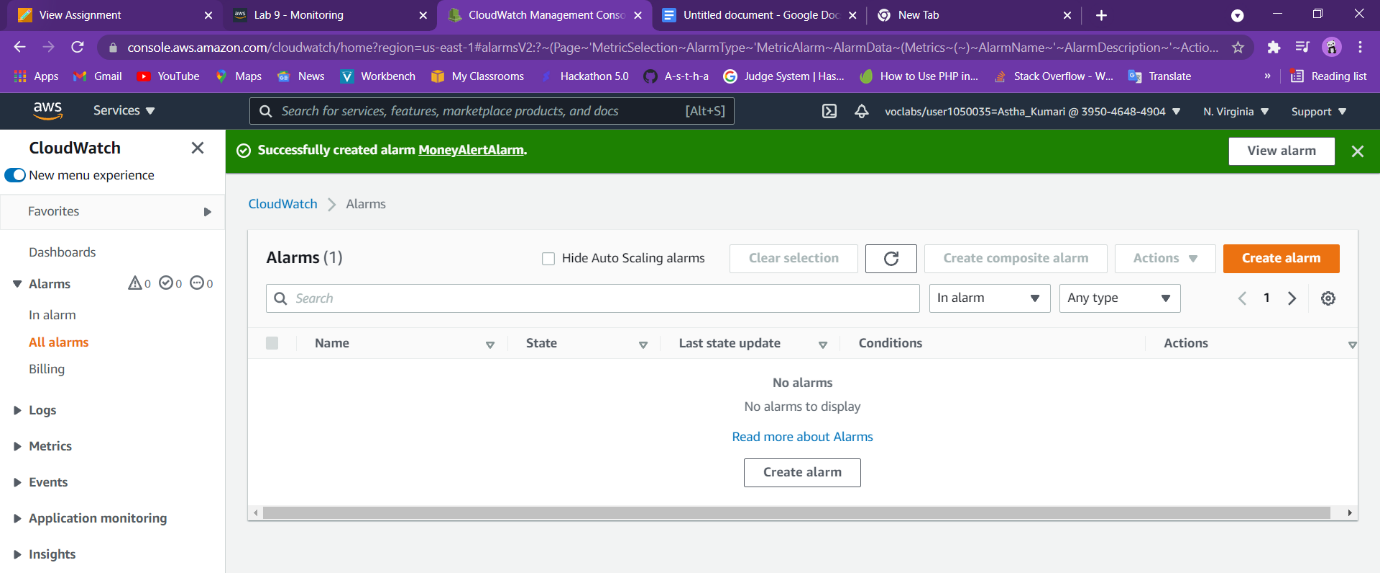 View Assignment
Lab 9 - Monitoring
CloudWatch Management Conso
Untitled document - Google Doc
New Tab
console.aws.amazon.com/cloudwatch/home?region=us-east-1#alarmsV2:?~(Page~'MetricSelection~AlarmType~'MetricAlarm~AlarmData~(Metrics~(~)~AlarmName~'~AlarmDescription~'~Actio...
Apps Gmail YouTube Maps News Workbench My Classrooms Hackathon 5.0 A-s-t-h-a Judge System | Has... How to Use PHP in... Stack Overflow - W... Translate » Reading list
aws Services Search for services, features, marketplace products, and docs [Alt+S] voclabs/user1050035=Astha_Kumari @ 3950-4648-4904 N. Virginia Support
CloudWatch
New menu experience
Favorites
Dashboards
Alarms 0 0 0
In alarm
All alarms
Billing
Logs
Metrics
Events
Application monitoring
Insights
Successfully created alarm MoneyAlertAlarm.
View alarm
CloudWatch Alarms
Alarms (1)
Hide Auto Scaling alarms
Clear selection
Create composite alarm
Actions
Create alarm
Search
In alarm
Any type
1
Name State Last state update Conditions Actions
No alarms
No alarms to display
Read more about Alarms
Create alarm